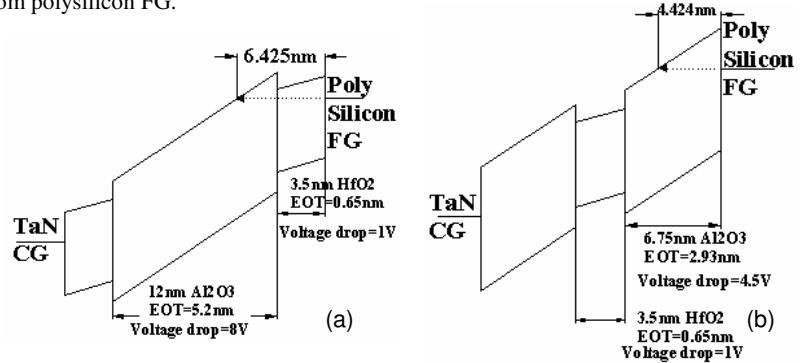 om polysilicon FG.
6.425nm
Poly
Silicon
FG
3.5nm HfO2
EOT=0.65nm
Voltage drop=1V
TaN
CG
12nm Al2O3
EOT=5.2nm
Voltage drop=8V
(a)
4.424nm
Poly
Silicon
FG
TaN
CG
6.75nm Al2O3
EOT=2.93nm
Voltage drop=4.5V
(b)
3.5nm HfO2
EOT=0.65nm
Voltage drop=1V